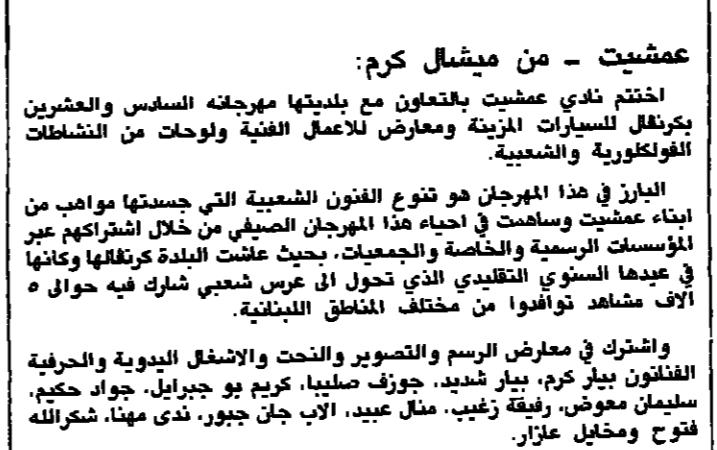 عمشيت ـ من ميشال كرم:
اختتم نادي عمشيت بالتعاون مع بلديتها مهرجانه السادس والعشرين
بكرنفال للسيارات المزينة ومعارض للاعمال الفنية ولوحات من النشاطات
الفولكلورية والشعبية.
البارز في هذا المهرجان هو تنوع الفنون الشعبية التي جسدتها مواهب من
ابناء عمشيت وساهمت في احياء هذا المهرجان الصيفي من خلال اشتراكهم عبر
المؤسسات الرسمية والخاصة والجمعيات، بحيث عاشت البلدة كرنفالها وكانها
في عيدها السنوي التقليدي الذي تحول الى عرس شعبي شارك فيه حوالى ٥
الاف مشاهد توافدوا من مختلف المناطق اللبنانية.
واشترك في معارض الرسم والتصوير والنحت والاشغال اليدوية والحرفية
الفنانون بيار كرم، بيار شديد، جوزف صليبا، كريم بو جبرايل، جواد حكيم،
سليمان معوض، رفيقة زغيب، منال عبيد، الاب جان جبور، ندى مهنا، شكرالله
فتوح ومخايل عازار.